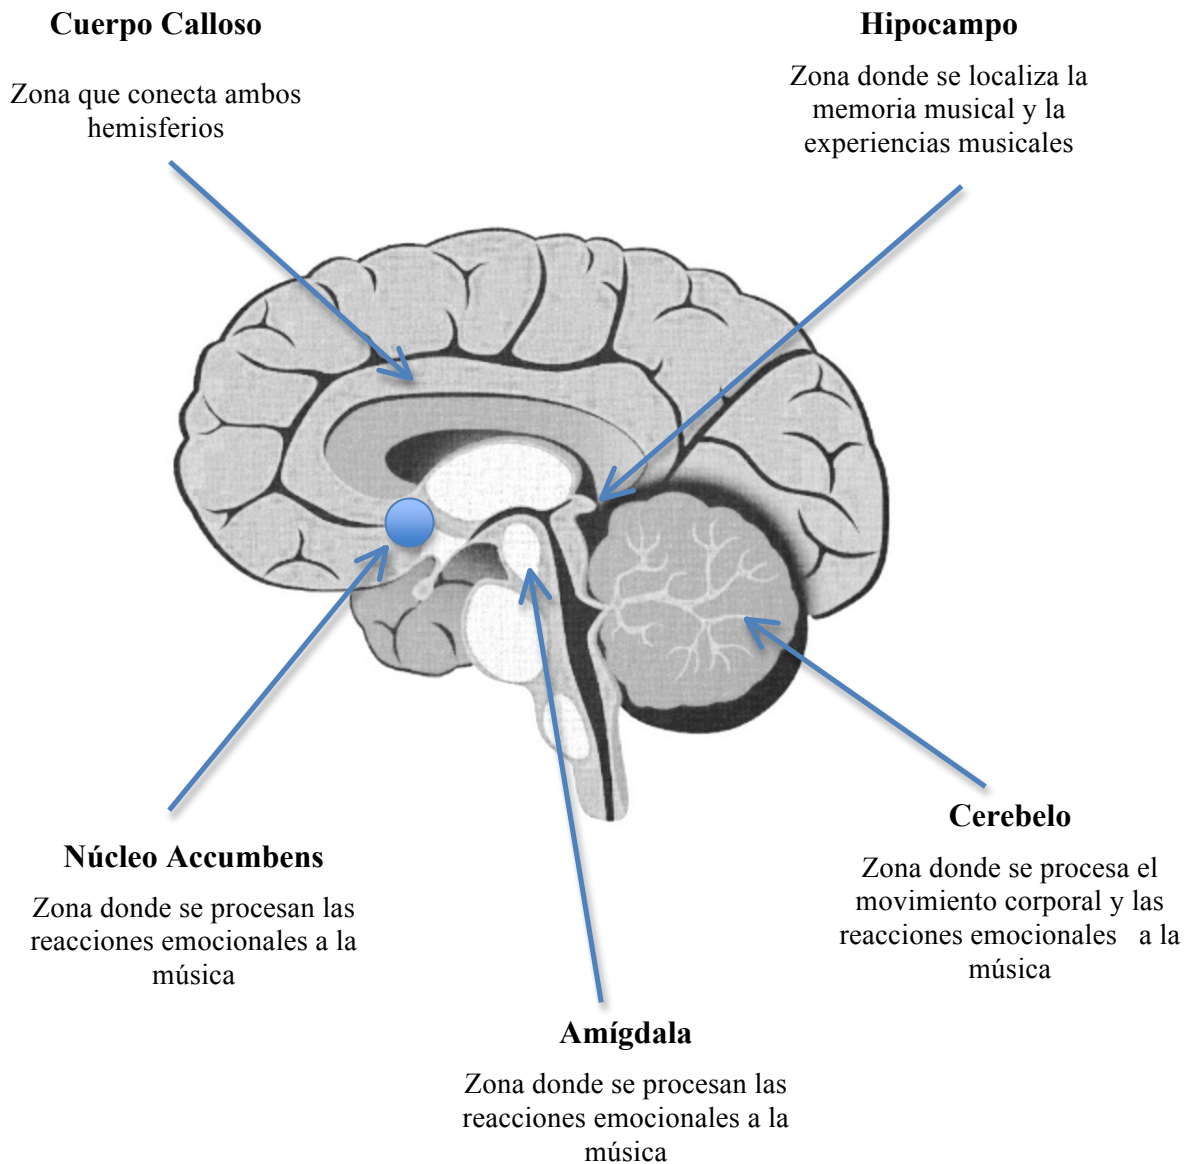 Cuerpo Calloso
Zona que conecta ambos
hemisferios
Hipocampo
Zona donde se localiza la
memoria musical y la
experiencias musicales
Núcleo Accumbens
Zona donde se procesan las
reacciones emocionales a la
música
Amígdala
Zona donde se procesan las
reacciones emocionales a la
música
Cerebelo
Zona donde se procesa el
movimiento corporal y las
reacciones emocionales a la
música